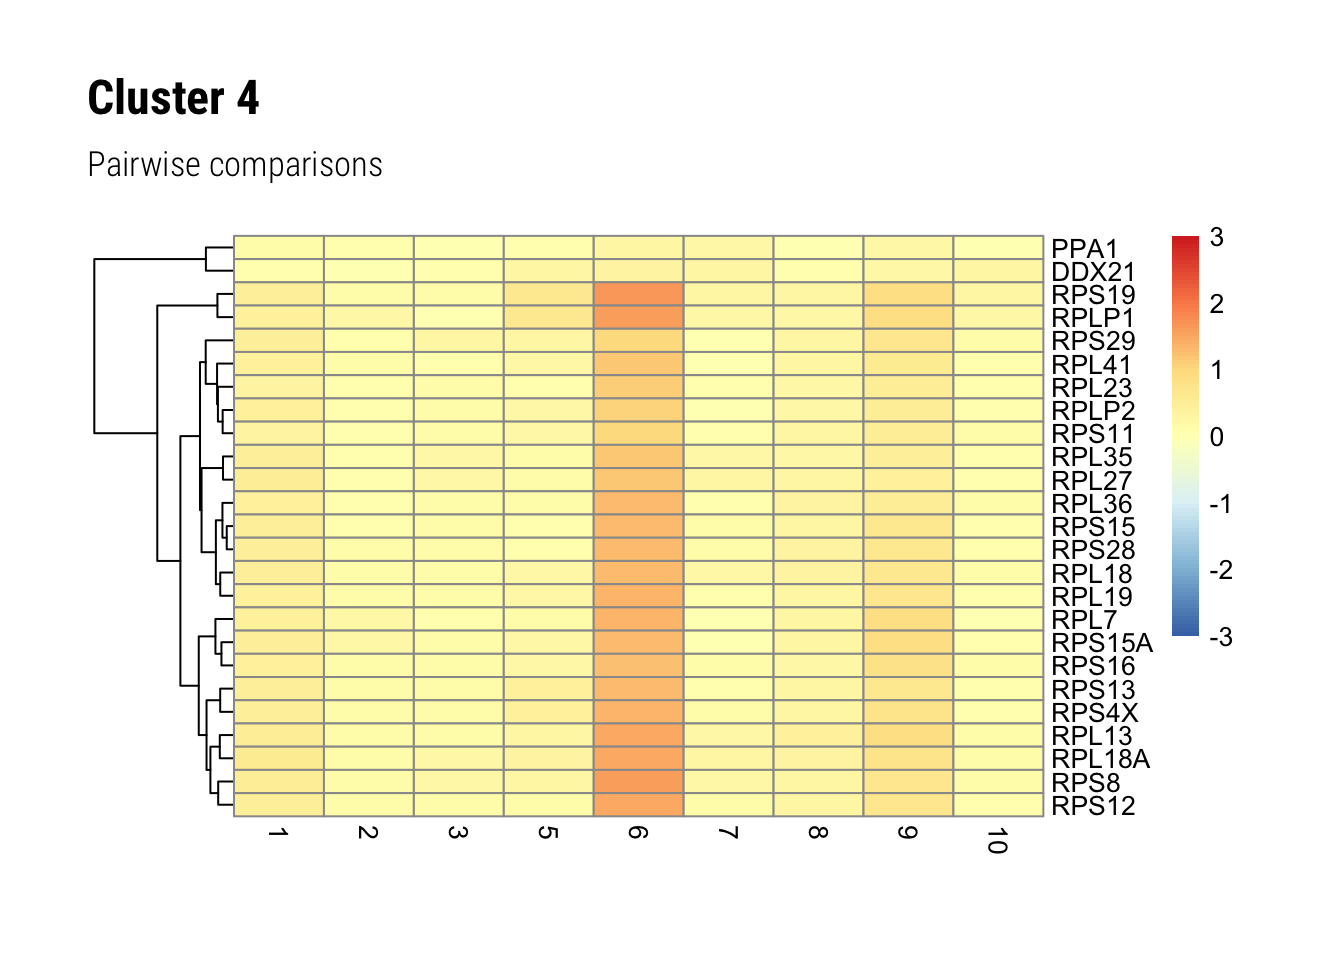 Cluster 4
Pairwise comparisons
PPA1
DDX21
RPS19
RPLP1
RPS29
RPL41
RPL23
RPLP2
RPS11
RPL35
RPL27
RPL36
RPS15
RPS28
RPL18
RPL19
RPL7
RPS15A
RPS16
RPS13
RPS4X
RPL13
RPL18A
RPS8
RPS12
3
2
1
0
-1
-2
-3
1 2 3 5 6 7 8 9 10